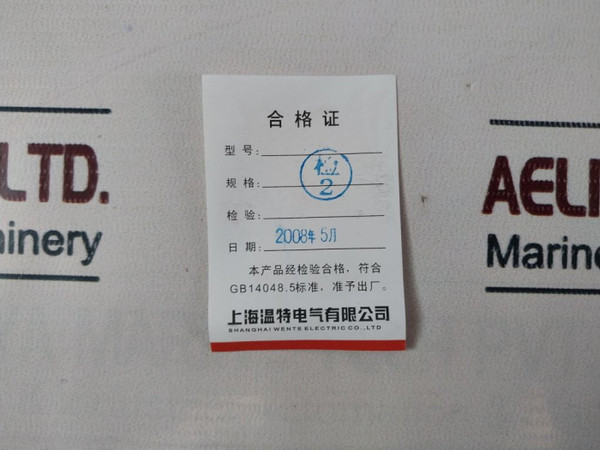 合格证
型号:
规格:
检
2
检验:
日期: 2008年 5月
本产品经检验合格，符合
GB14048.5标准，准予出厂。
上海温特电气有限公司
SHANGHAI WENTE ELECTRIC CO.,LTD
LTD.
AELI
Marine